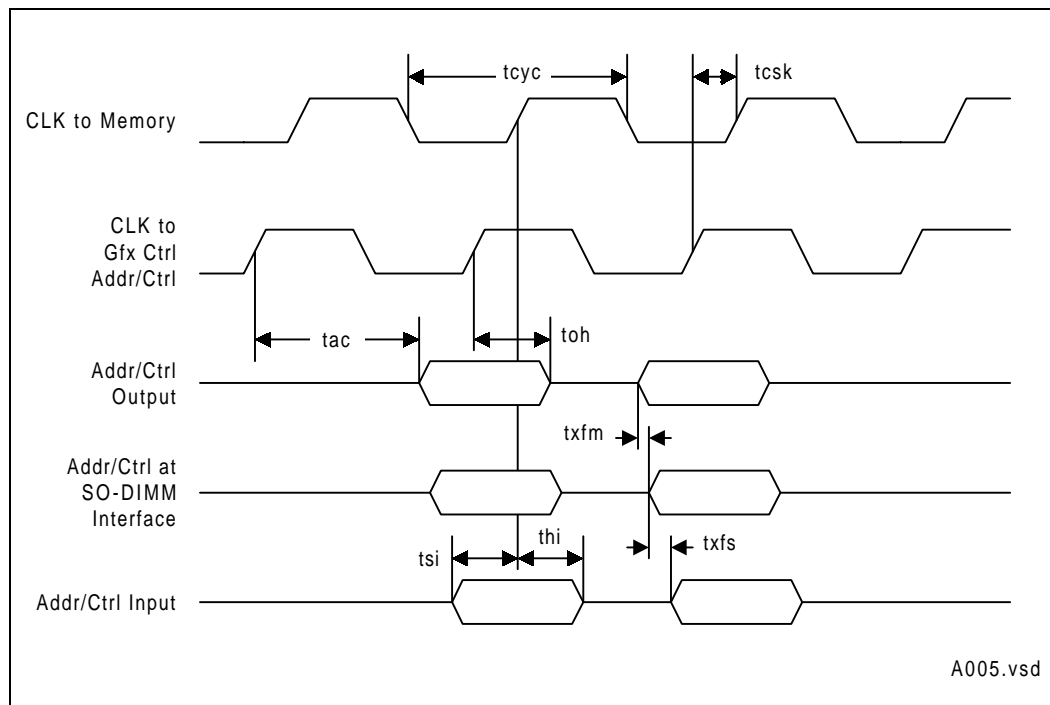 tcyc
tcsk
CLK to Memory
CLK to
Gfx Ctrl
Addr/Ctrl
tac
toh
Addr/Ctrl
Output
txfm
Addr/Ctrl at
SO-DIMM
Interface
tsi
thi
txfs
Addr/Ctrl Input
A005.vsd